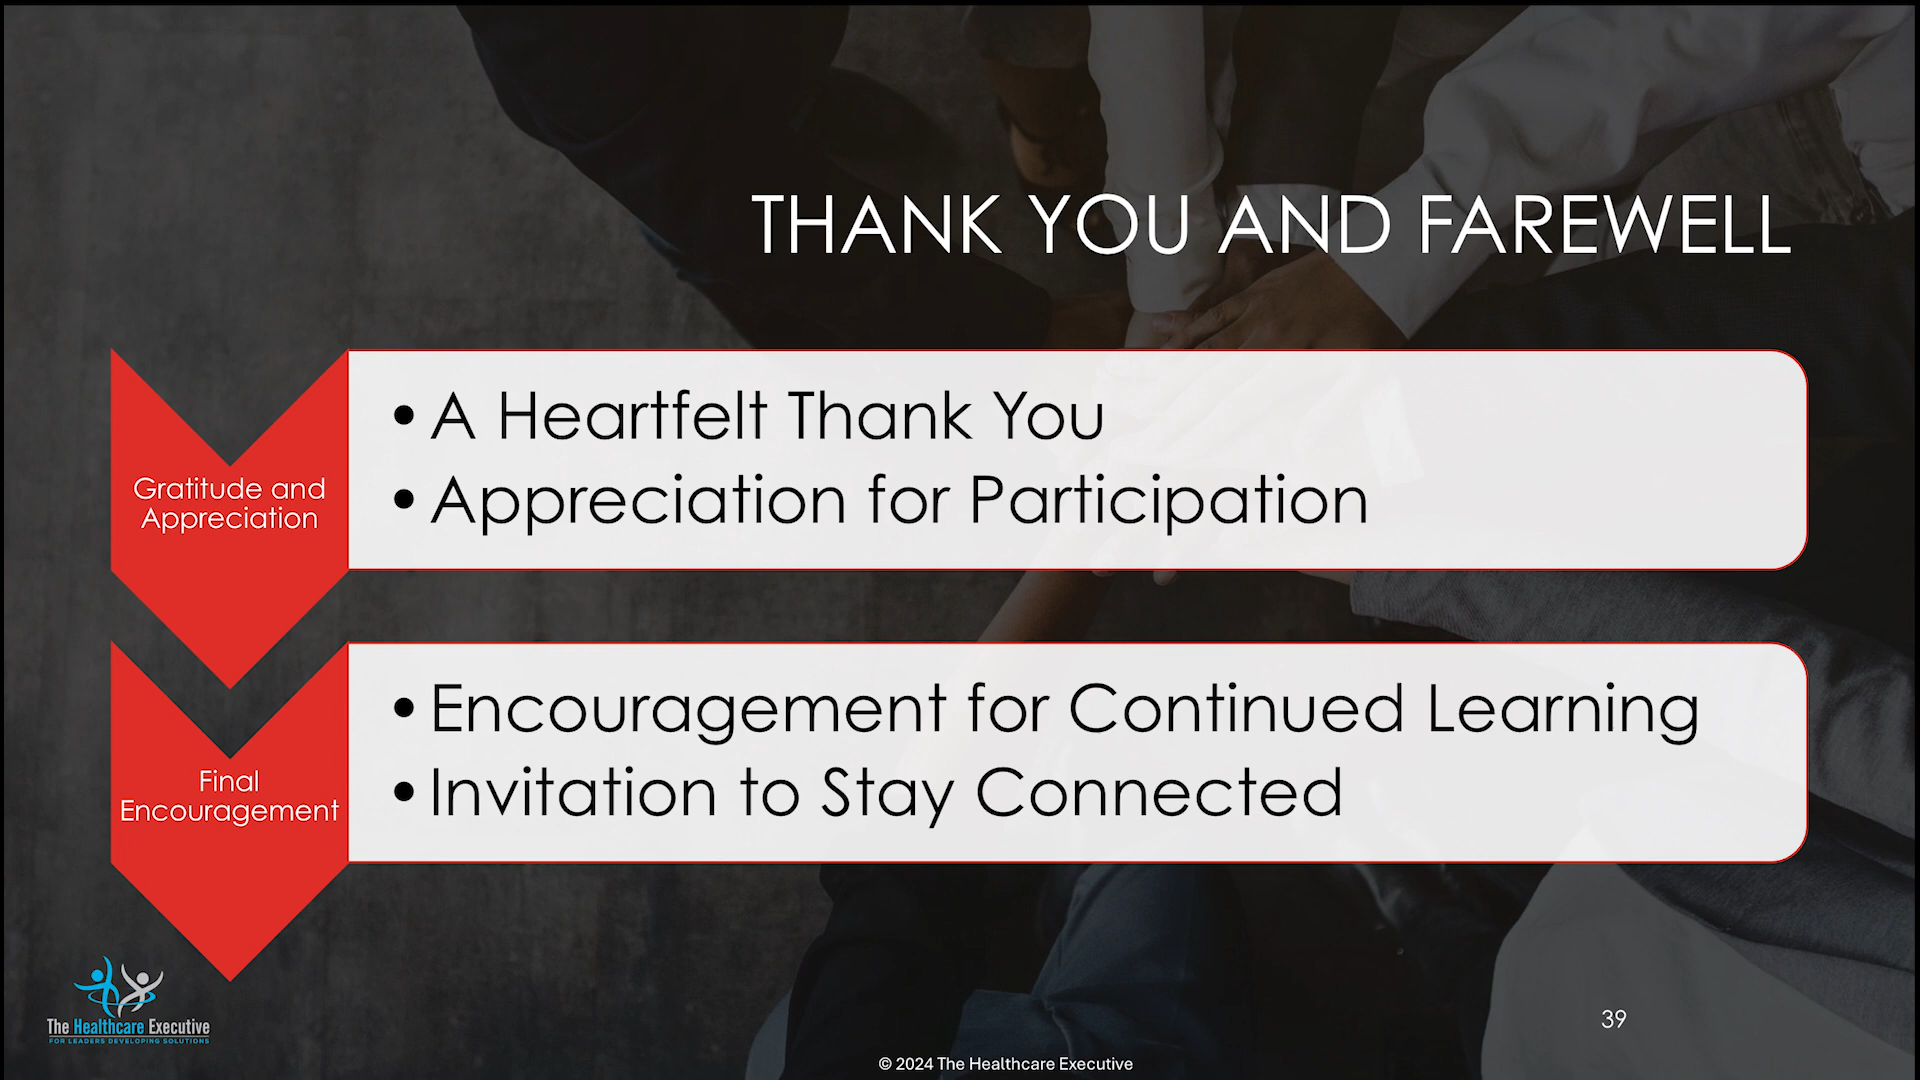 THANK YOU AND FAREWELL
Gratitude and
Appreciation
• A Heartfelt Thank You
• Appreciation for Participation
Final
Encouragement
• Encouragement for Continued Learning
• Invitation to Stay Connected
The Healthcare Executive
FOR LEADERS DEVELOPING SOLUTIONS
39
© 2024 The Healthcare Executive